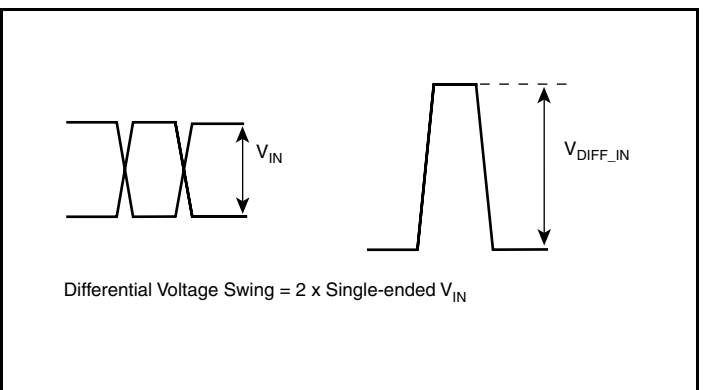 V_IN
V_DIFF_IN
Differential Voltage Swing = 2 x Single-ended V_IN